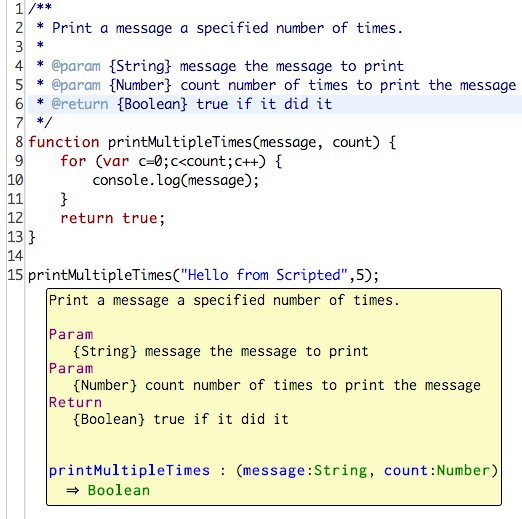 1 /**
2  * Print a message a specified number of times.
3  *
4  * @param {String} message the message to print
5  * @param {Number} count number of times to print the message
6  * @return {Boolean} true if it did it
7  */
8 function printMultipleTimes(message, count) {
9     for (var c=0;c<count;c++) {
10         console.log(message);
11     }
12     return true;
13 }
14
15 printMultipleTimes("Hello from Scripted",5);
Print a message a specified number of times.
Param
{String} message the message to print
Param
{Number} count number of times to print the message
Return
{Boolean} true if it did it
printMultipleTimes : (message:String, count:Number)
⇒ Boolean